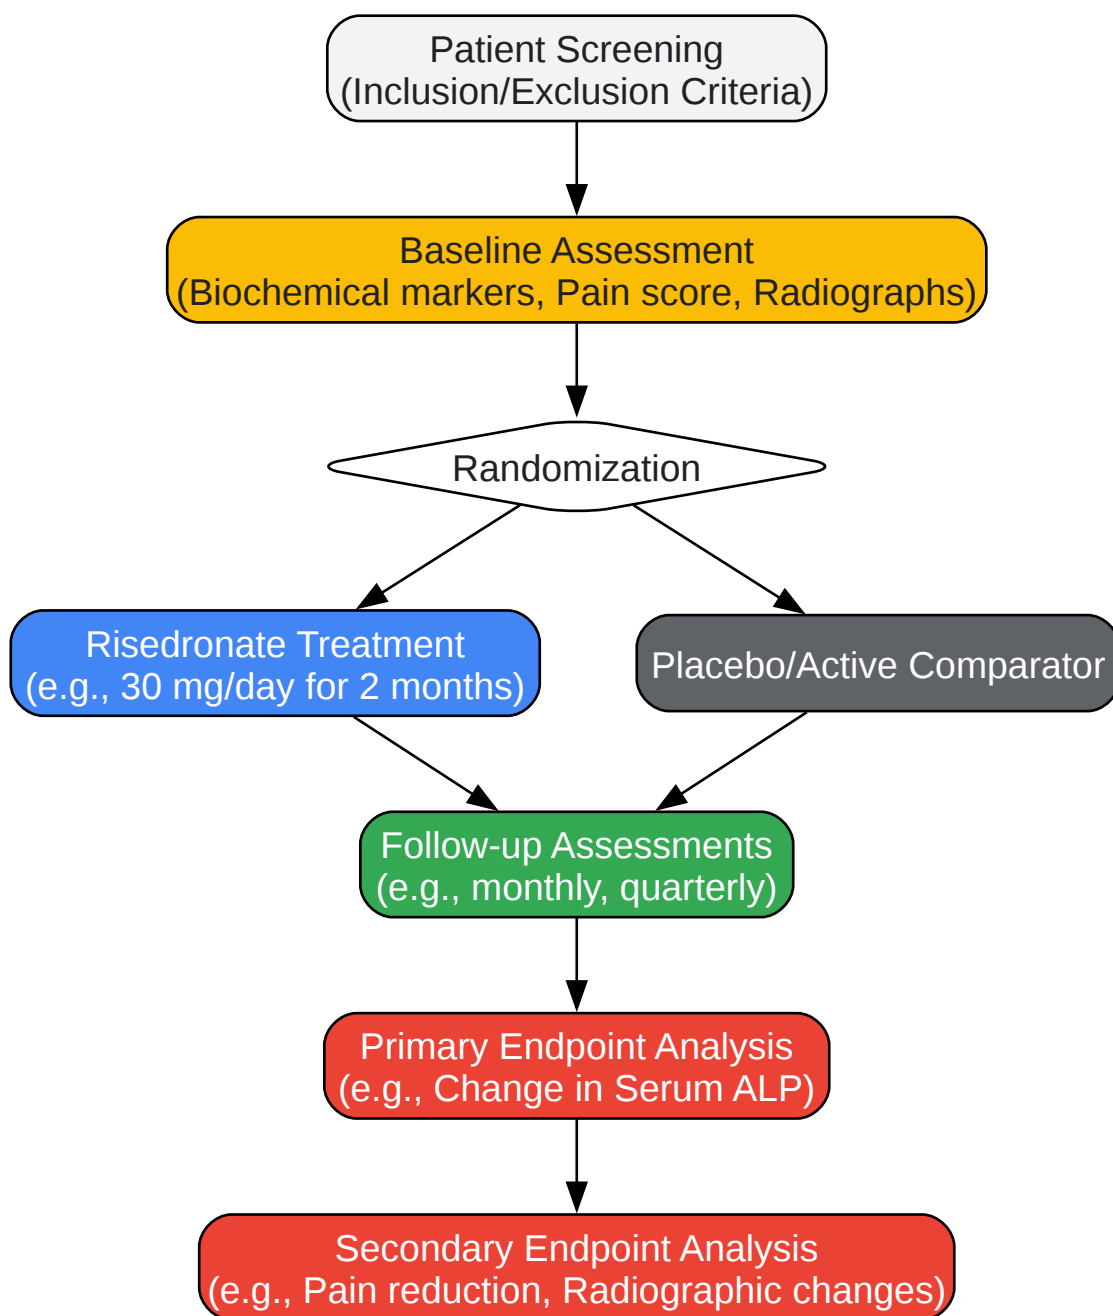 Patient Screening
(Inclusion/Exclusion Criteria)
Baseline Assessment
(Biochemical markers, Pain score, Radiographs)
Randomization
Risedronate Treatment
(e.g., 30 mg/day for 2 months)
Placebo/Active Comparator
Follow-up Assessments
(e.g., monthly, quarterly)
Primary Endpoint Analysis
(e.g., Change in Serum ALP)
Secondary Endpoint Analysis
(e.g., Pain reduction, Radiographic changes)